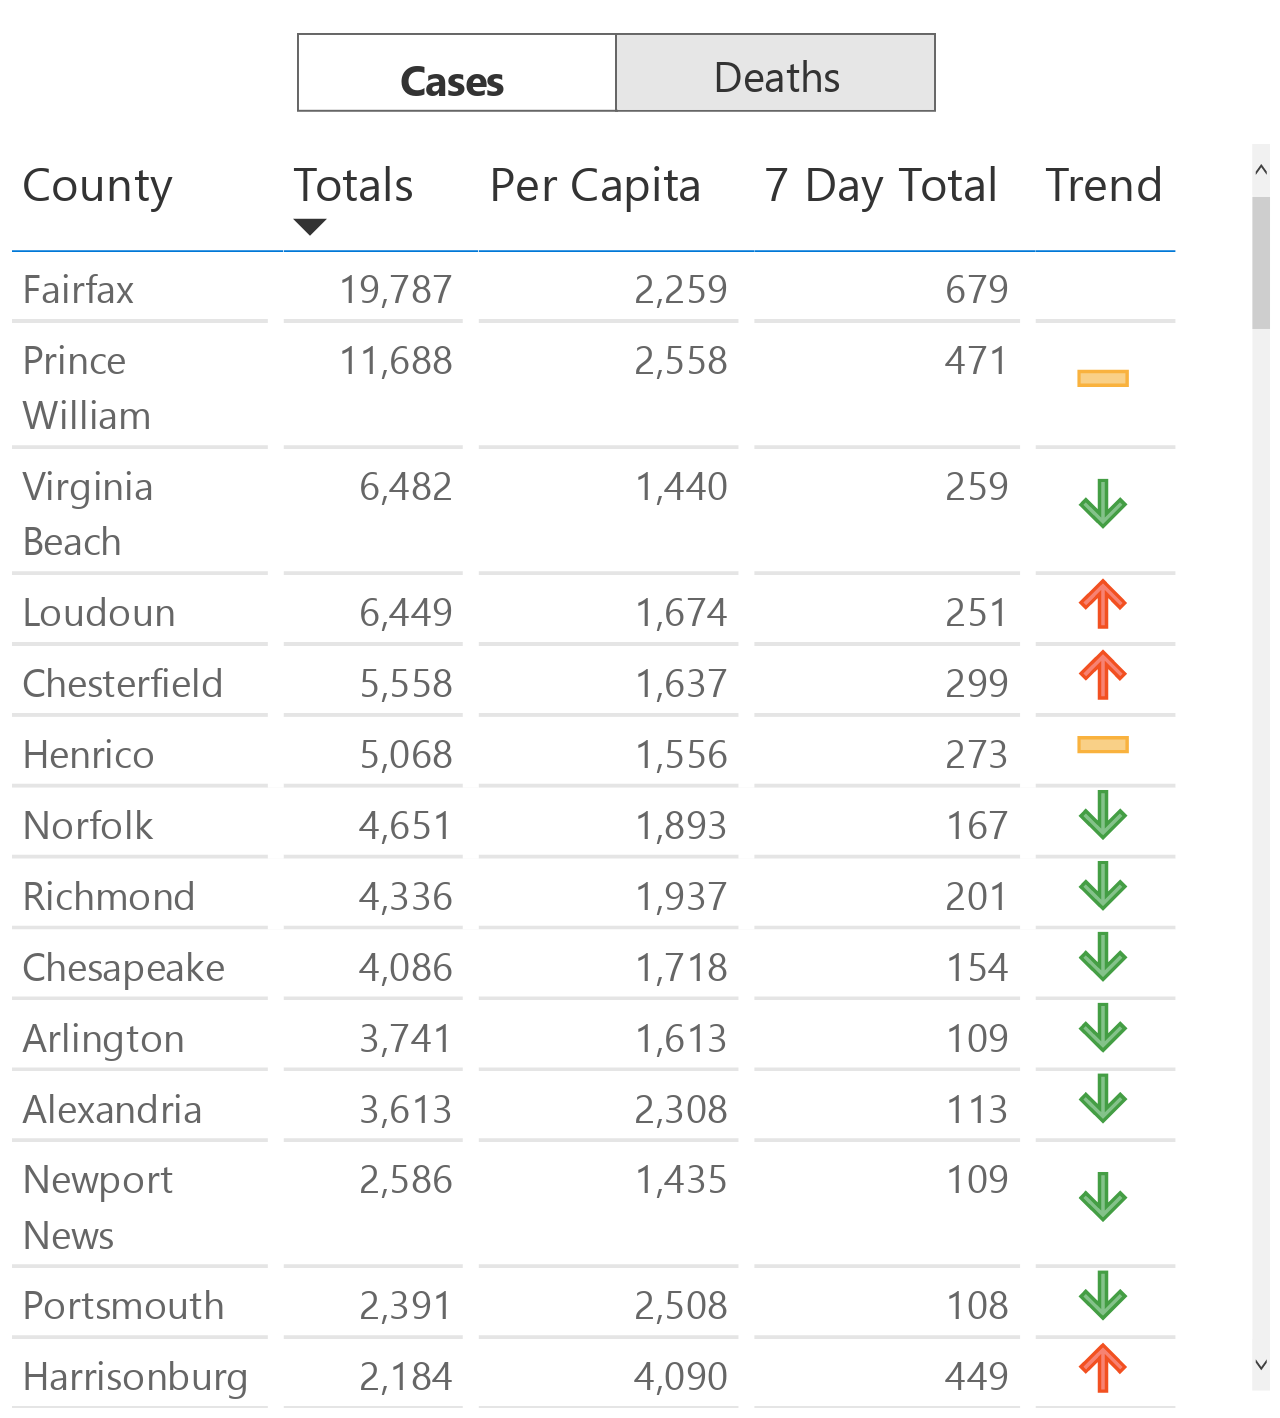 Cases Deaths
County Totals Per Capita 7 Day Total Trend
Fairfax 19,787 2,259 679
Prince 11,688 2,558 471
William
Virginia 6,482 1,440 259
Beach
Loudoun 6,449 1,674 251
Chesterfield 5,558 1,637 299
Henrico 5,068 1,556 273
Norfolk 4,651 1,893 167
Richmond 4,336 1,937 201
Chesapeake 4,086 1,718 154
Arlington 3,741 1,613 109
Alexandria 3,613 2,308 113
Newport 2,586 1,435 109
News
Portsmouth 2,391 2,508 108
Harrisonburg 2,184 4,090 449